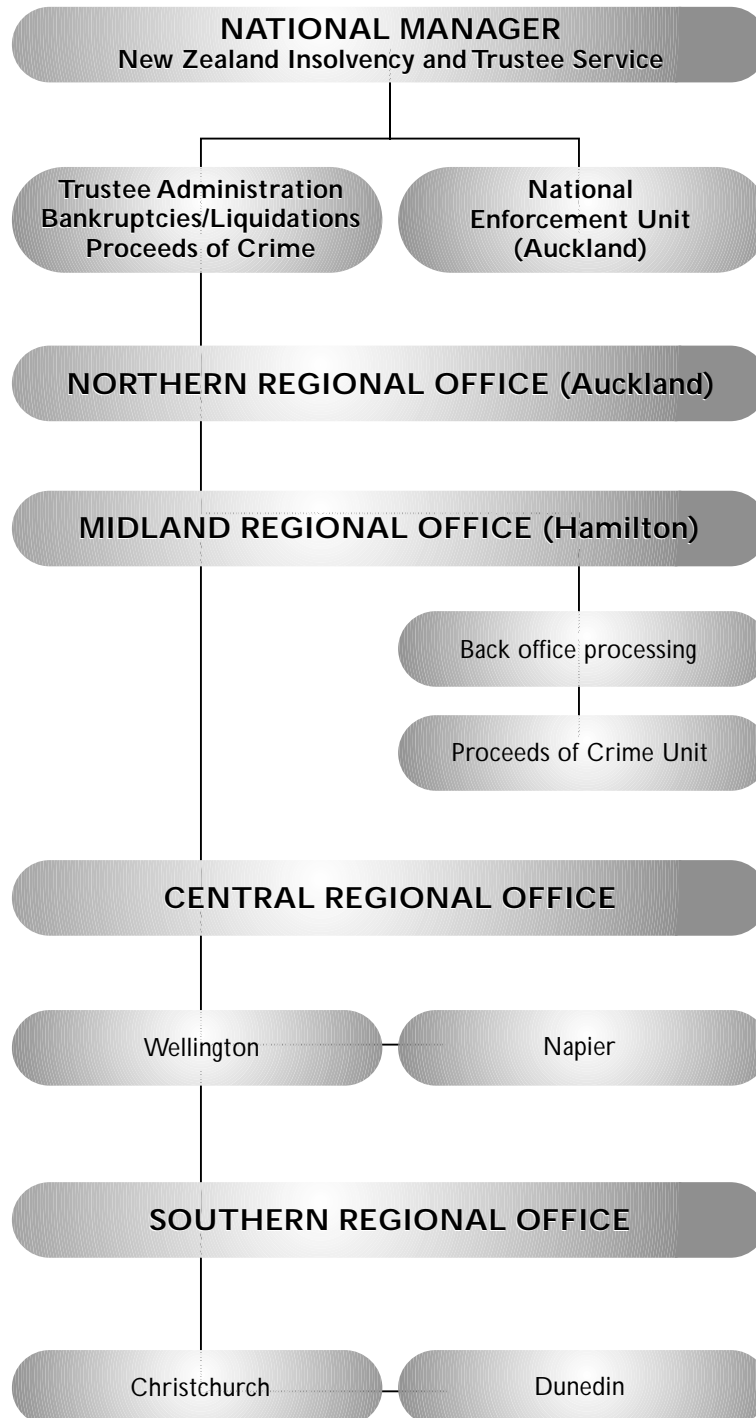 NATIONAL MANAGER
New Zealand Insolvency and Trustee Service
Trustee Administration
Bankruptcies/Liquidations
Proceeds of Crime
National
Enforcement Unit
(Auckland)
NORTHERN REGIONAL OFFICE (Auckland)
MIDLAND REGIONAL OFFICE (Hamilton)
Back office processing
Proceeds of Crime Unit
CENTRAL REGIONAL OFFICE
Wellington
Napier
SOUTHERN REGIONAL OFFICE
Christchurch
Dunedin